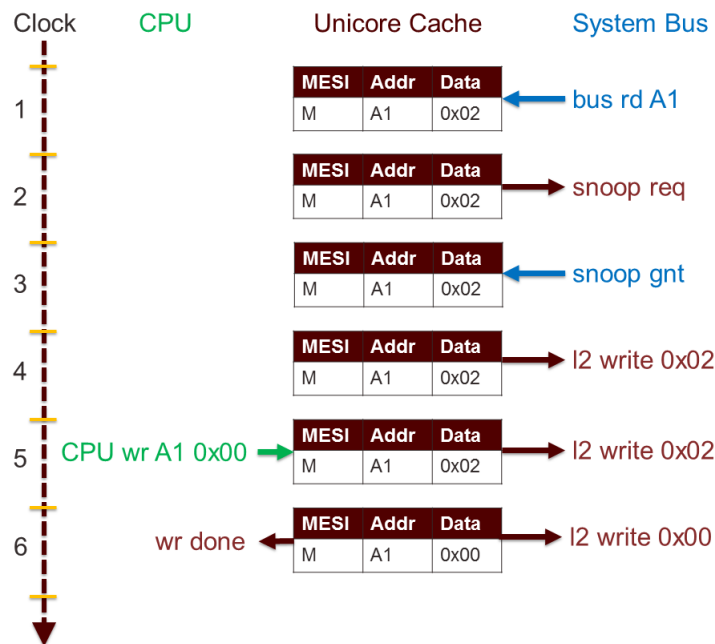 Clock CPU Unicore Cache System Bus
MESI Addr Data
1 M A1 0x02 bus rd A1
MESI Addr Data
2 M A1 0x02 snoop req
MESI Addr Data
3 M A1 0x02 snoop gnt
MESI Addr Data
4 M A1 0x02 l2 write 0x02
MESI Addr Data
5 CPU wr A1 0x00 M A1 0x02 l2 write 0x02
MESI Addr Data
6 wr done M A1 0x00 l2 write 0x00